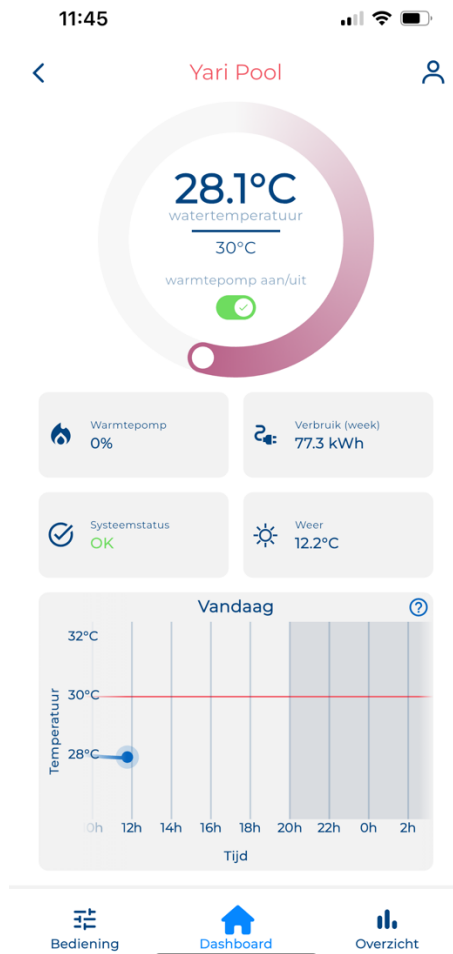 11:45
Yari Pool
28.1°C
watertemperatuur
30°C
warmtepomp aan/uit
Warmtepomp
0%
Verbruik (week)
77.3 kWh
Systeemstatus
OK
Weer
12.2°C
Vandaag
?
32°C
30°C
28°C
Temperatuur
0h 12h 14h 16h 18h 20h 22h 0h 2h
Tijd
Bediening
Dashboard
Overzicht